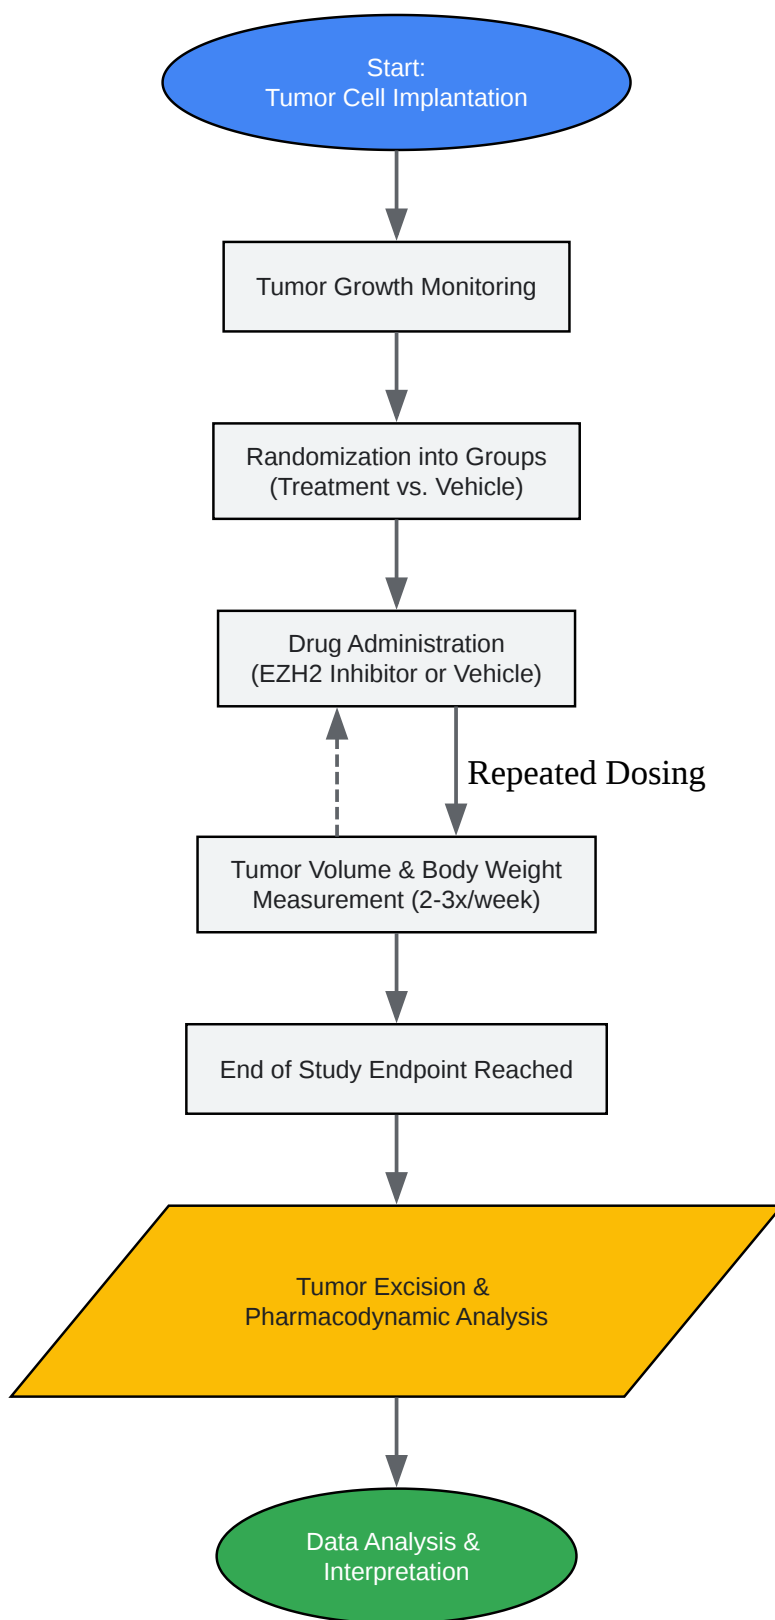 Start:
Tumor Cell Implantation
Tumor Growth Monitoring
Randomization into Groups
(Treatment vs. Vehicle)
Drug Administration
(EZH2 Inhibitor or Vehicle)
Repeated Dosing
Tumor Volume & Body Weight
Measurement (2-3x/week)
End of Study Endpoint Reached
Tumor Excision &
Pharmacodynamic Analysis
Data Analysis &
Interpretation